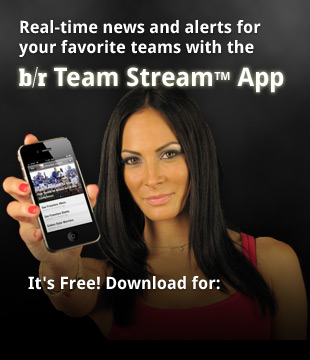 Real-time news and alerts for
your favorite teams with the
b/r Team Stream™ App
It's Free! Download for: